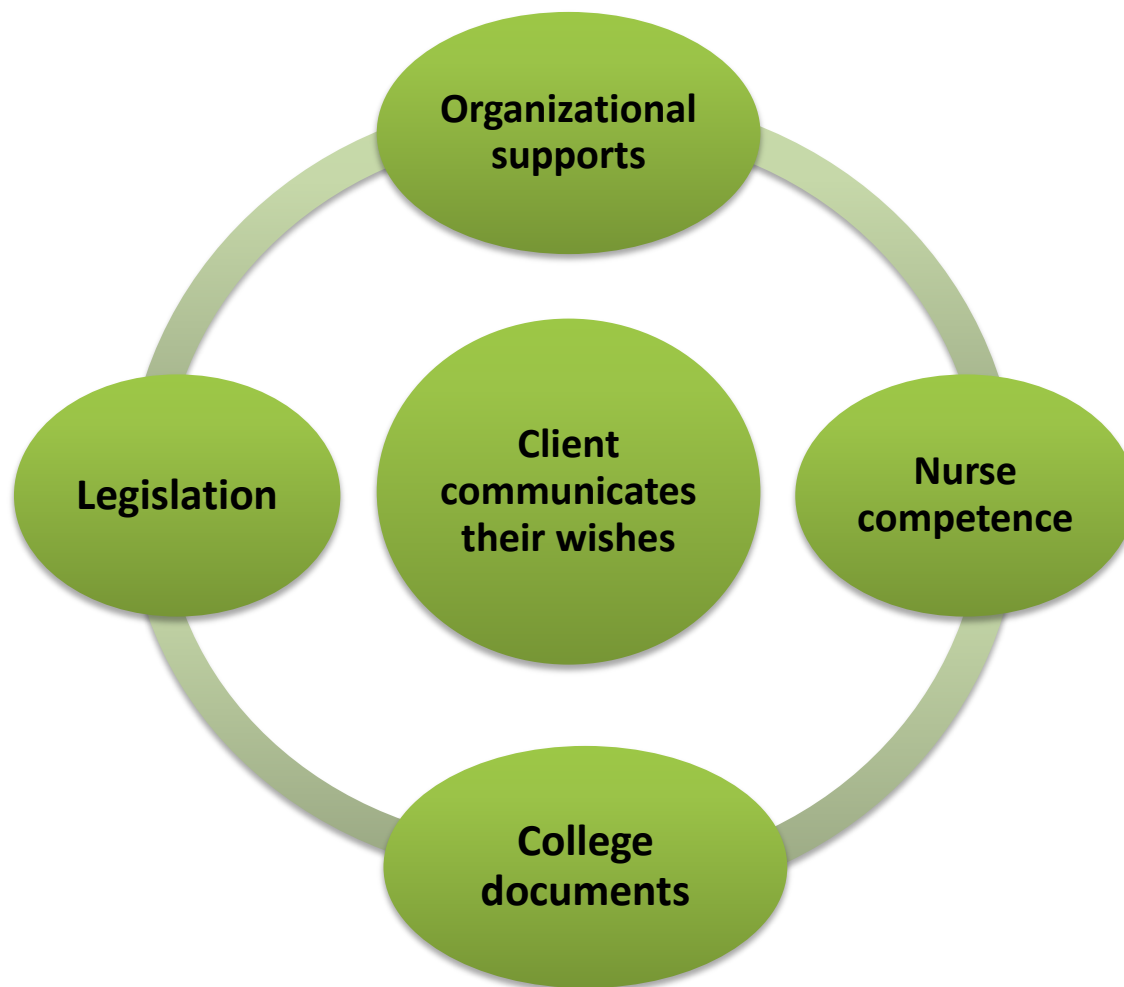 Organizational
supports
Legislation
Client
communicates
their wishes
Nurse
competence
College
documents